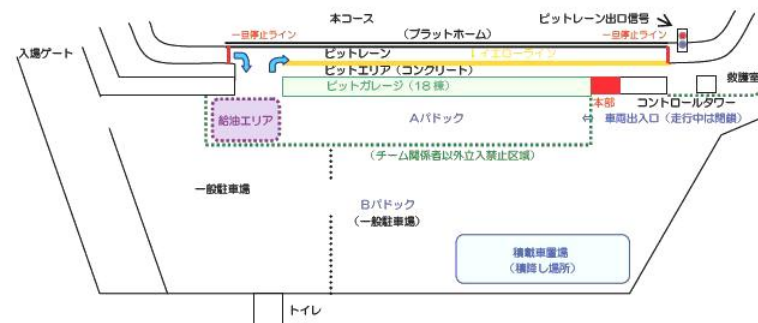 本コース
ピットレーン出口信号
一旦停止ライン
(プラットホーム)
一旦停止ライン
入場ゲート
ピットレーン
↓イエローライン
ピットエリア(コンクリート)
救護室
ピットガレージ(18棟)
本部
コントロールタワー
給油エリア
Aパドック
⇔ 車両出入口(走行中は閉鎖)
(チーム関係者以外立入禁止区域)
一般駐車場
Bパドック
(一般駐車場)
積載車置場
(積降し場所)
トイレ